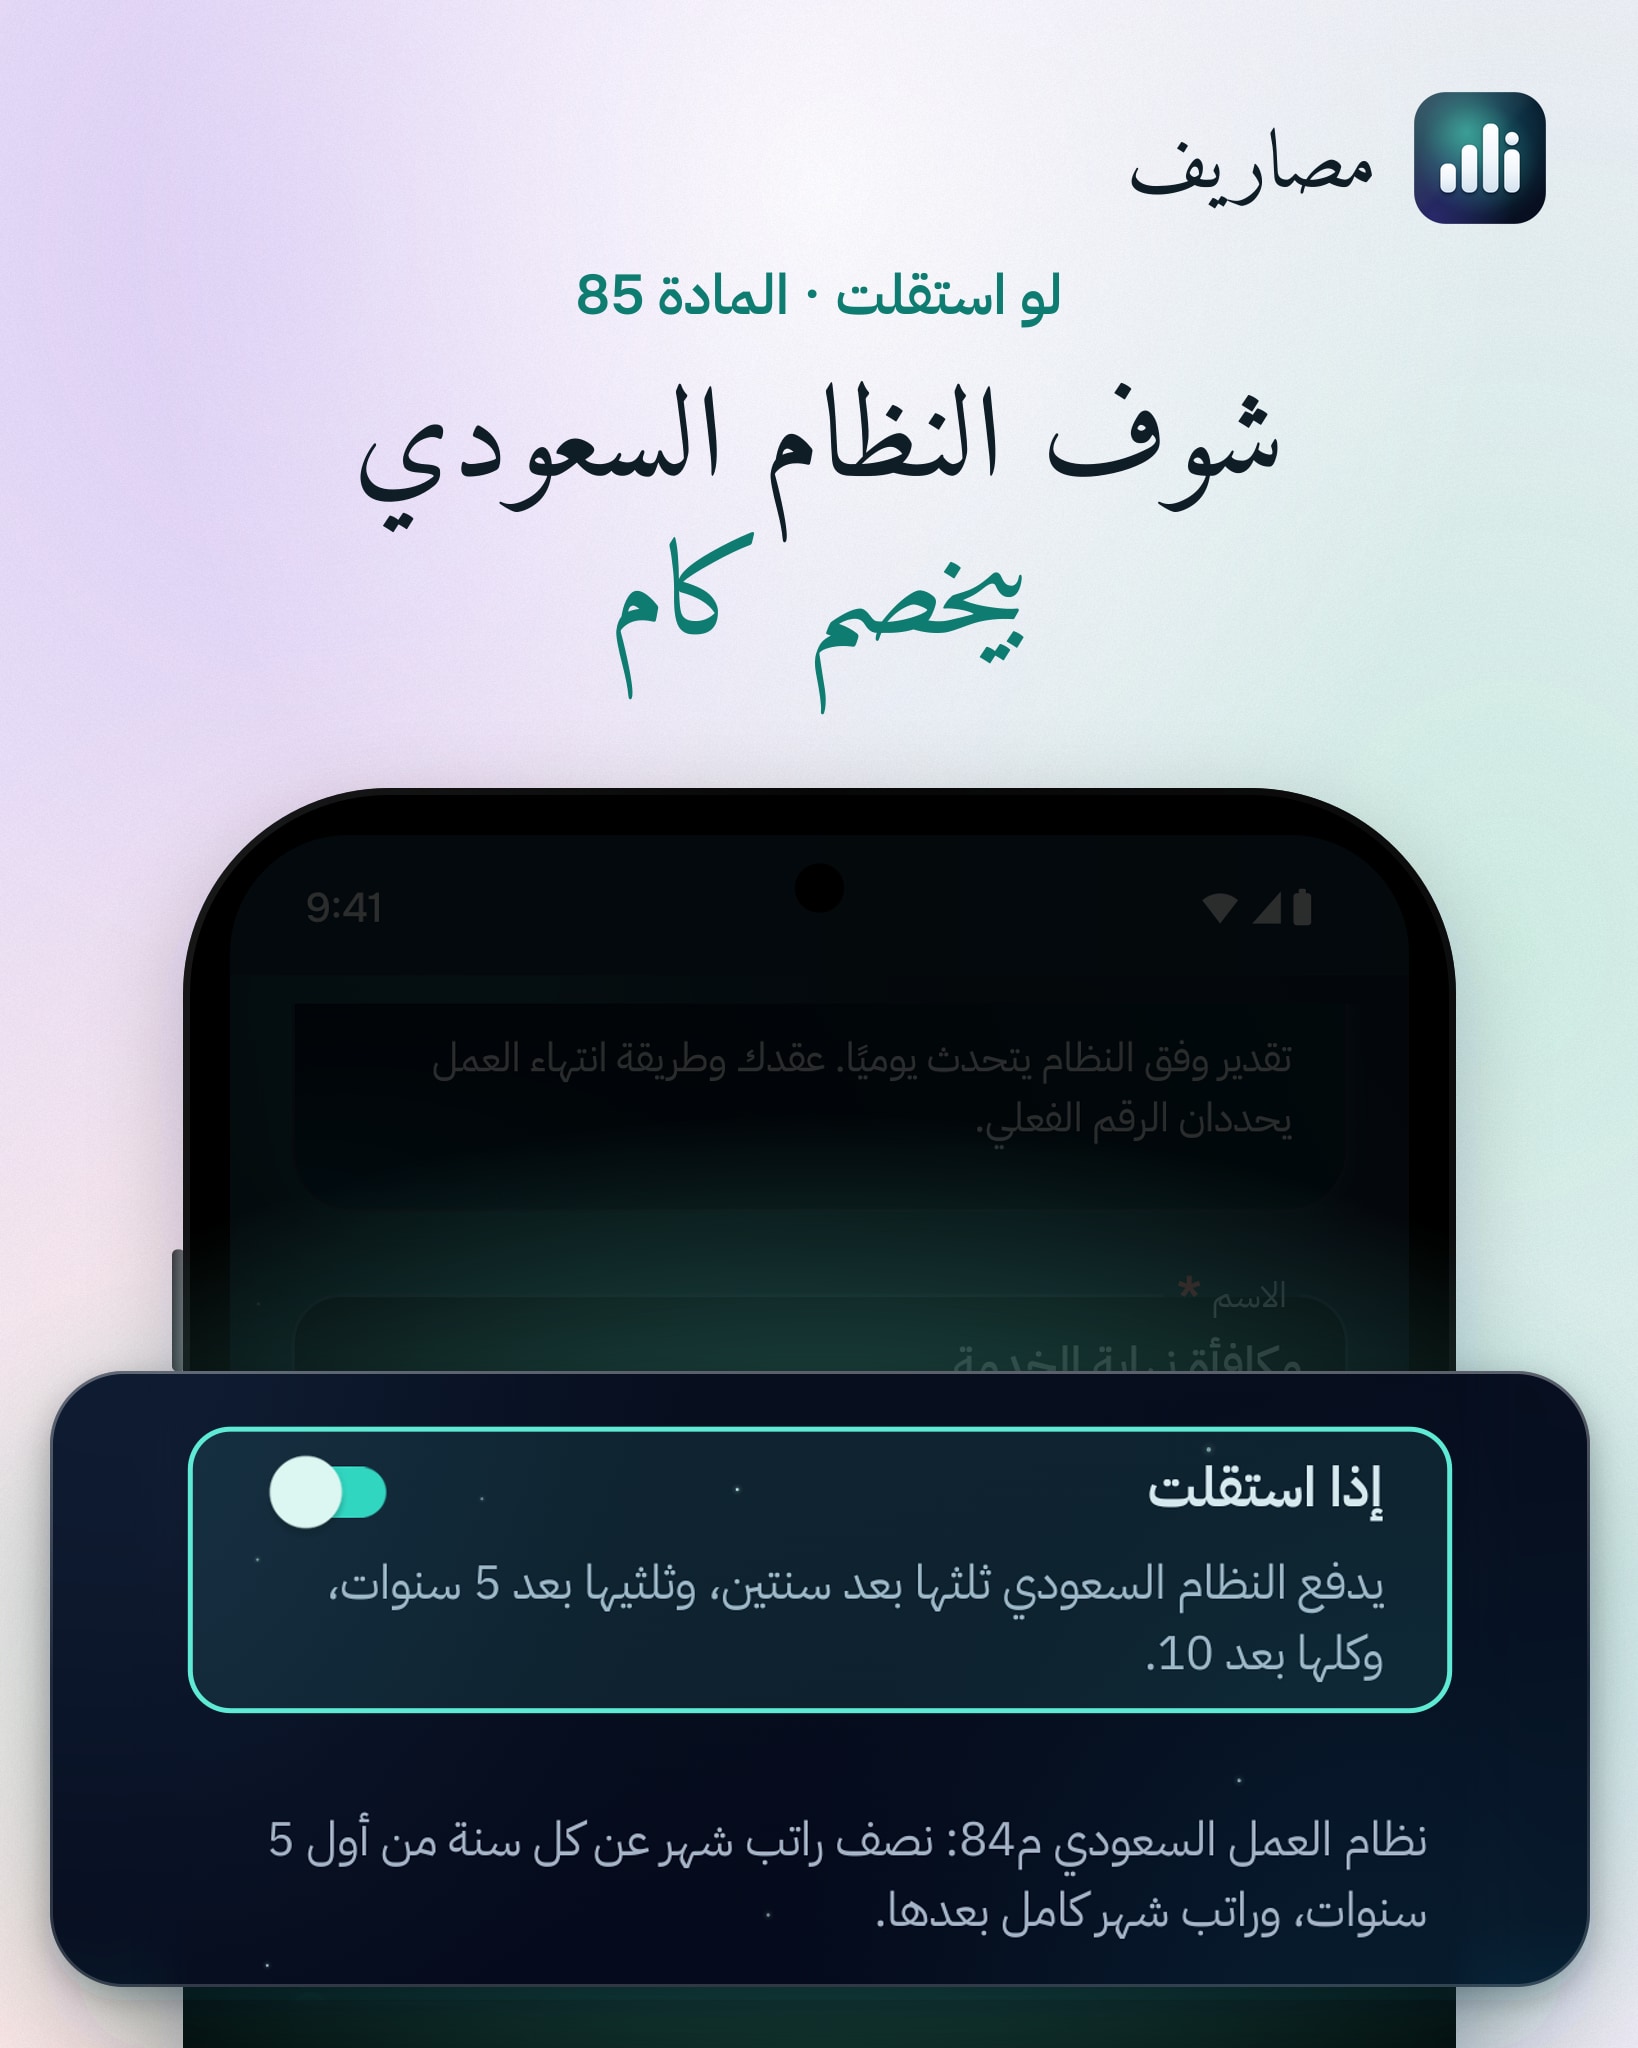 مصاريف
لو استقلت · المادة 85
شوف النظام السعودي
يخصم كام
9:41
تقدير وفق النظام يتحدث يوميًا. عقدك وطريقة انتهاء العمل
يحددان الرقم الفعلي.
الاسم *
مكافأة نهاية الخدمة
إذا استقلت
يدفع النظام السعودي ثلثها بعد سنتين، وثلثيها بعد 5 سنوات،
وكلها بعد 10.
نظام العمل السعودي م84: نصف راتب شهر عن كل سنة من أول 5
سنوات، وراتب شهر كامل بعدها.